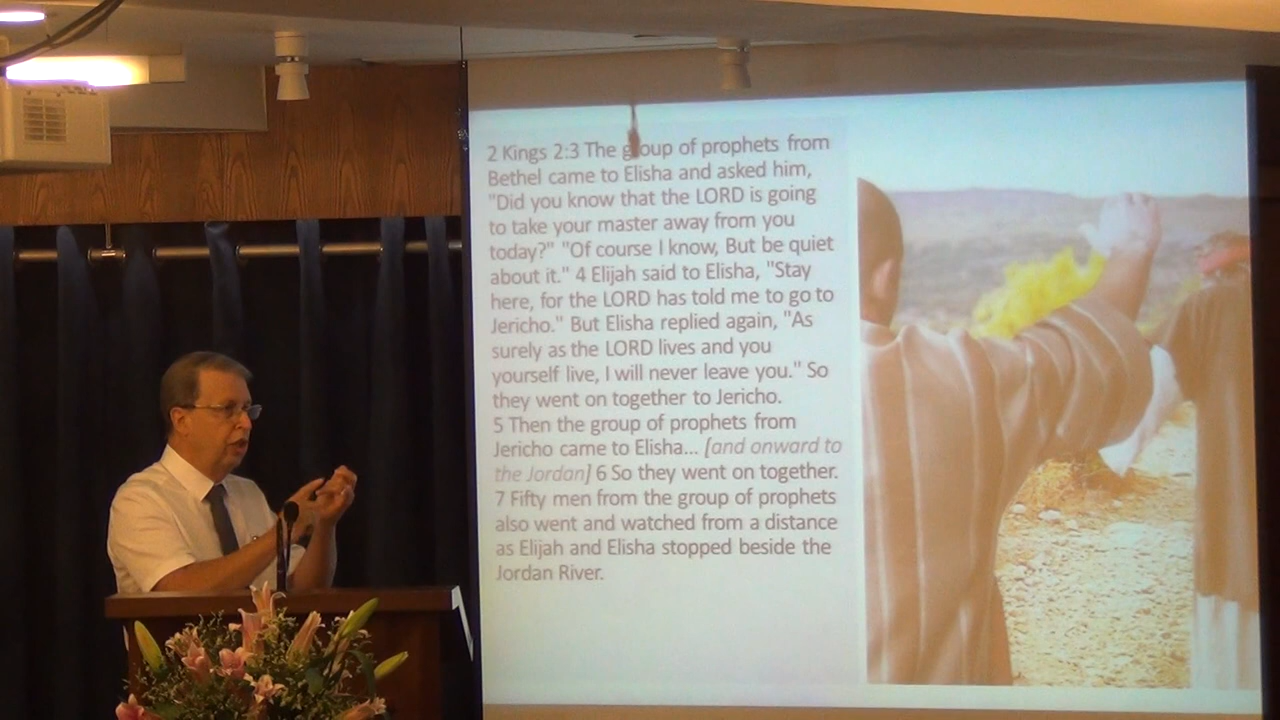 2 Kings 2:3 The group of prophets from
Bethel came to Elisha and asked him,
"Did you know that the LORD is going
to take your master away from you
today?" "Of course I know, But be quiet
about it." 4 Elijah said to Elisha, "Stay
here, for the LORD has told me to go to
Jericho." But Elisha replied again, "As
surely as the LORD lives and you
yourself live, I will never leave you." So
they went on together to Jericho.
5 Then the group of prophets from
Jericho came to Elisha... [and onward to
the Jordan] 6 So they went on together.
7 Fifty men from the group of prophets
also went and watched from a distance
as Elijah and Elisha stopped beside the
Jordan River.